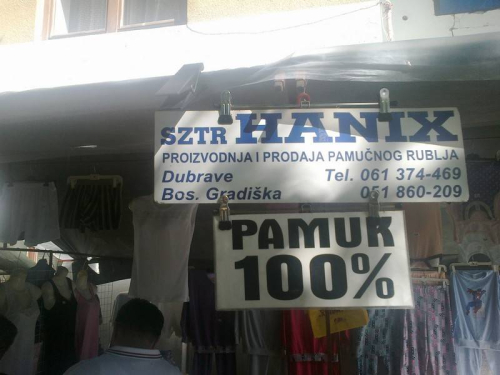 SZTR HANIX
PROIZVODNJA I PRODAJA PAMUČNOG RUBLJA
Dubrave Tel. 061 374-469
Bos. Gradiška 051 860-209
PAMUK
100%